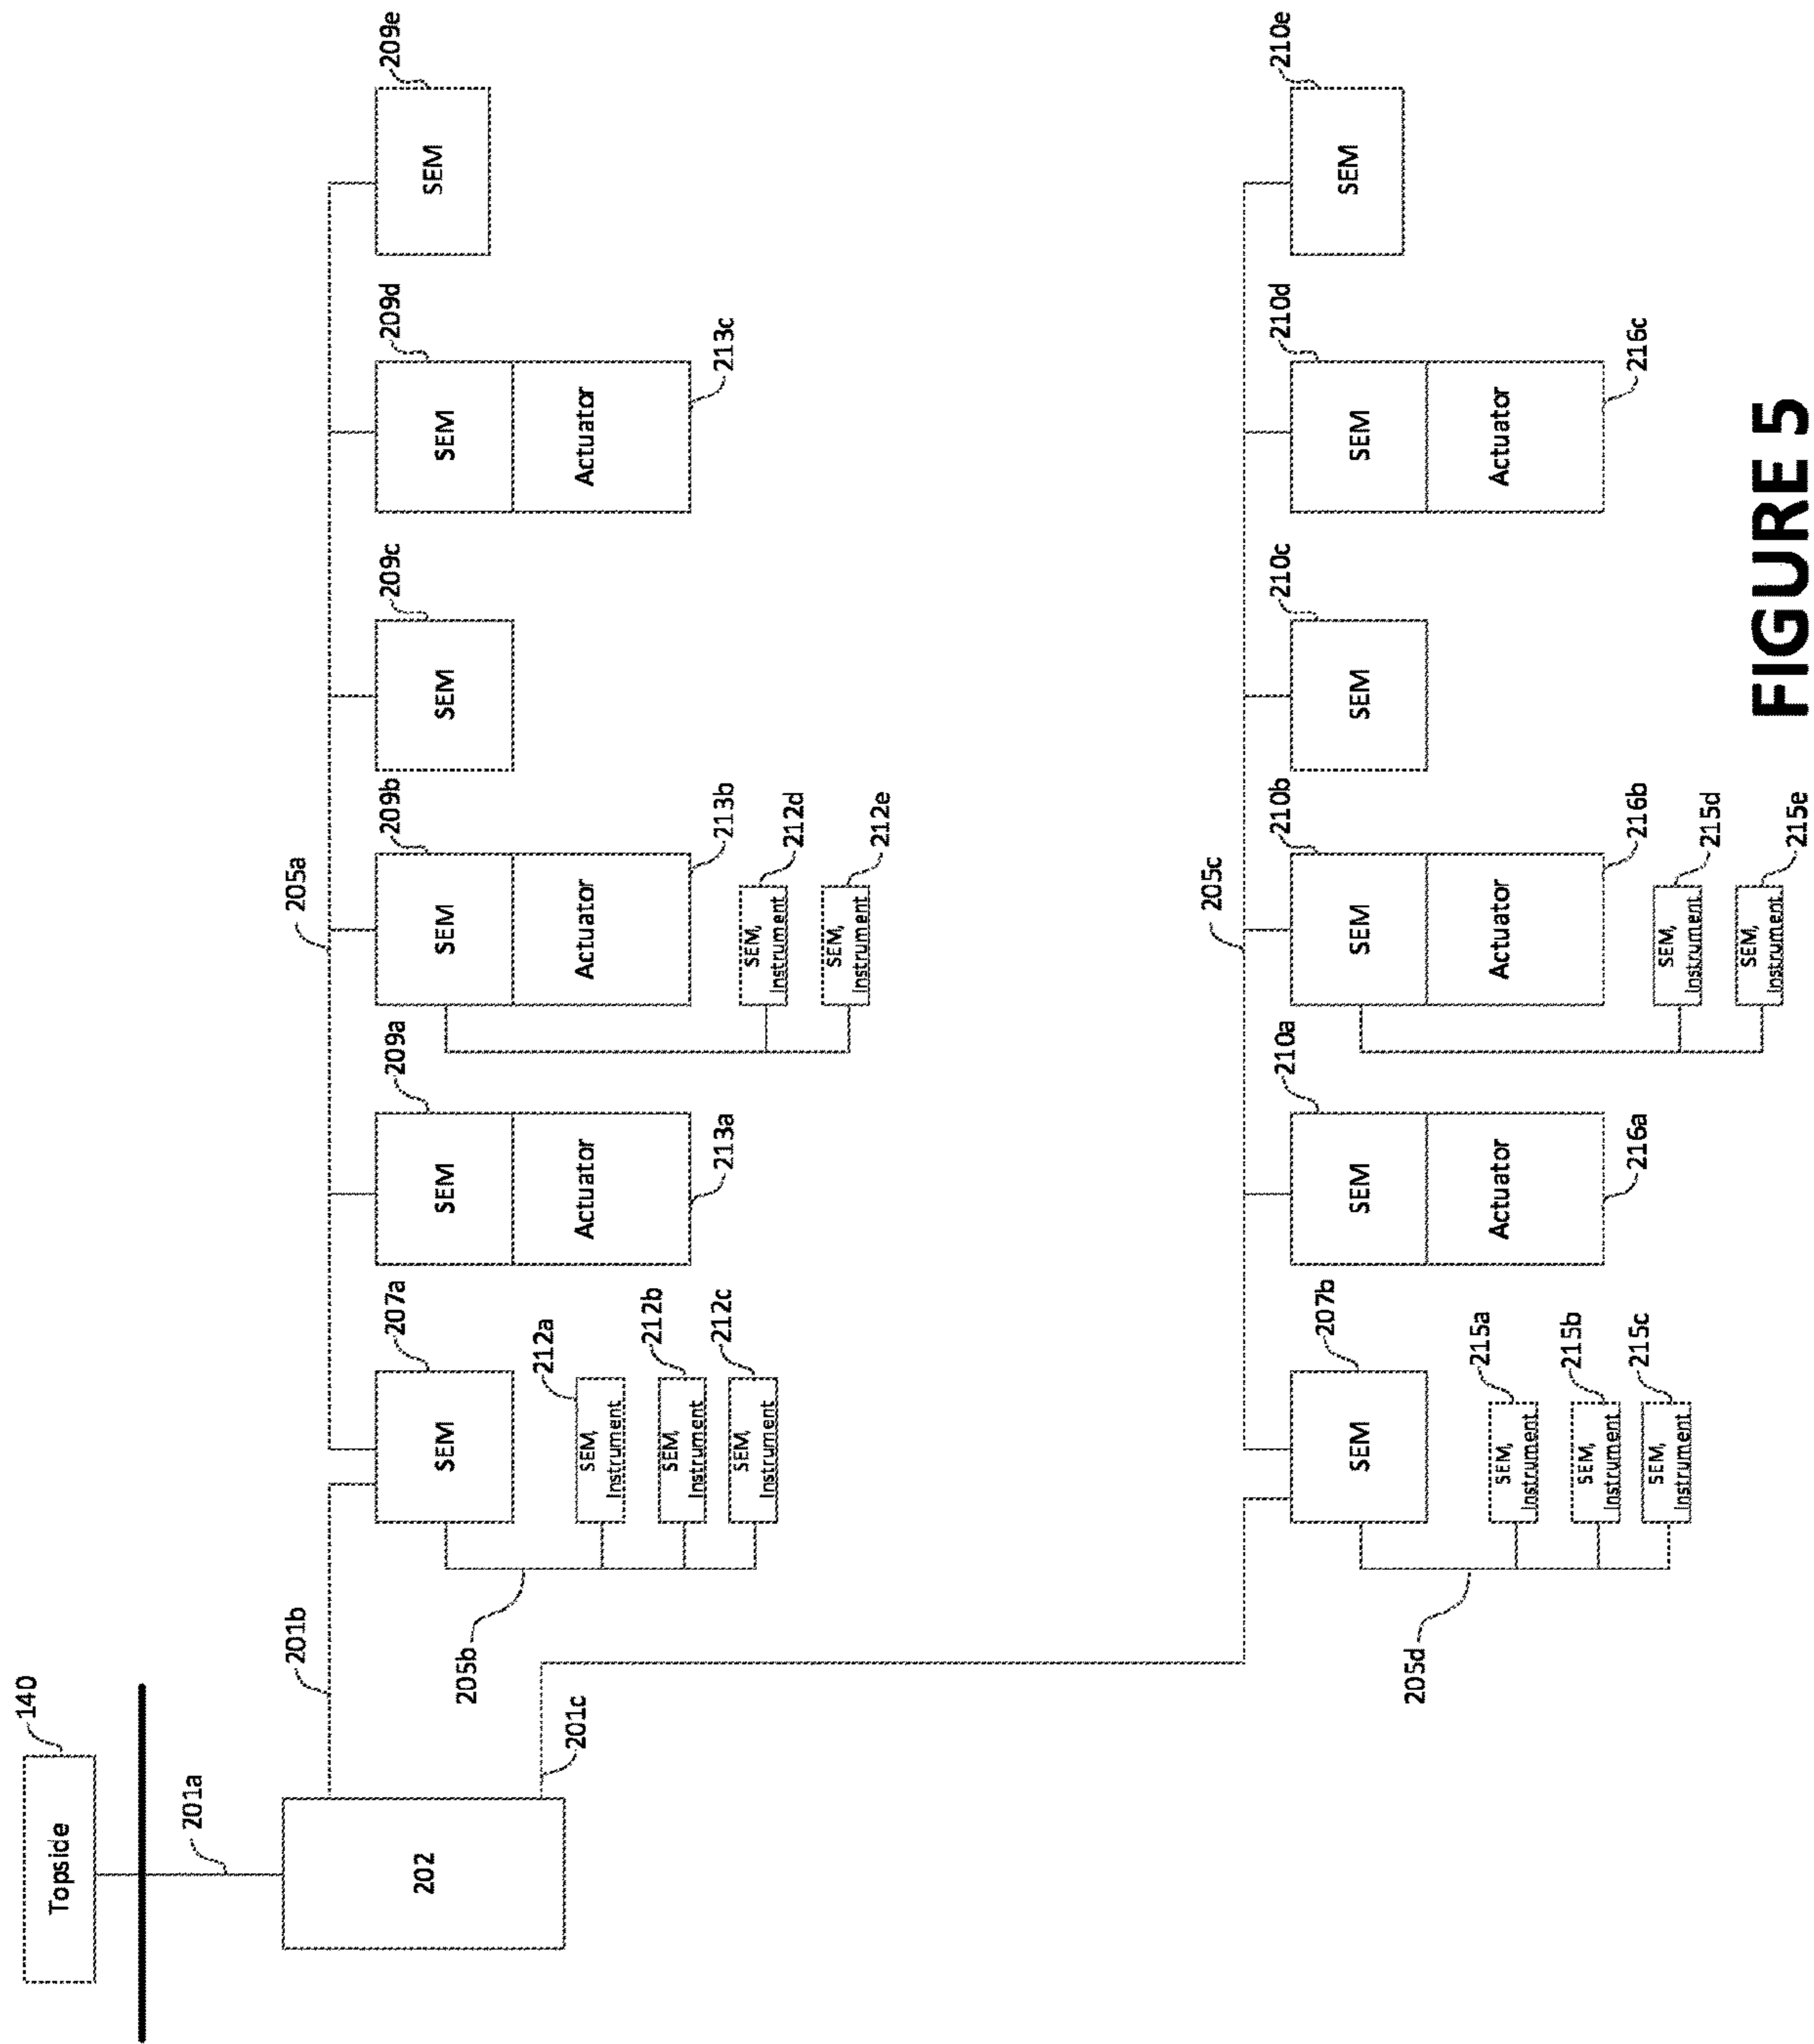 140
Topside
201a
202
201b
201c
205a
207a
SEM
209a
SEM
Actuator
213a
209b
SEM
Actuator
213b
209c
SEM
209d
SEM
Actuator
213c
209e
SEM
205b
212a
SEM,
Instrument
212b
SEM,
Instrument
212c
SEM,
Instrument
212d
SEM,
Instrument
212e
SEM,
Instrument
205c
207b
SEM
210a
SEM
Actuator
216a
210b
SEM
Actuator
216b
210c
SEM
210d
SEM
Actuator
216c
210e
SEM
205d
215a
SEM,
Instrument
215b
SEM,
Instrument
215c
SEM,
Instrument
215d
SEM,
Instrument
215e
SEM,
Instrument
FIGURE 5